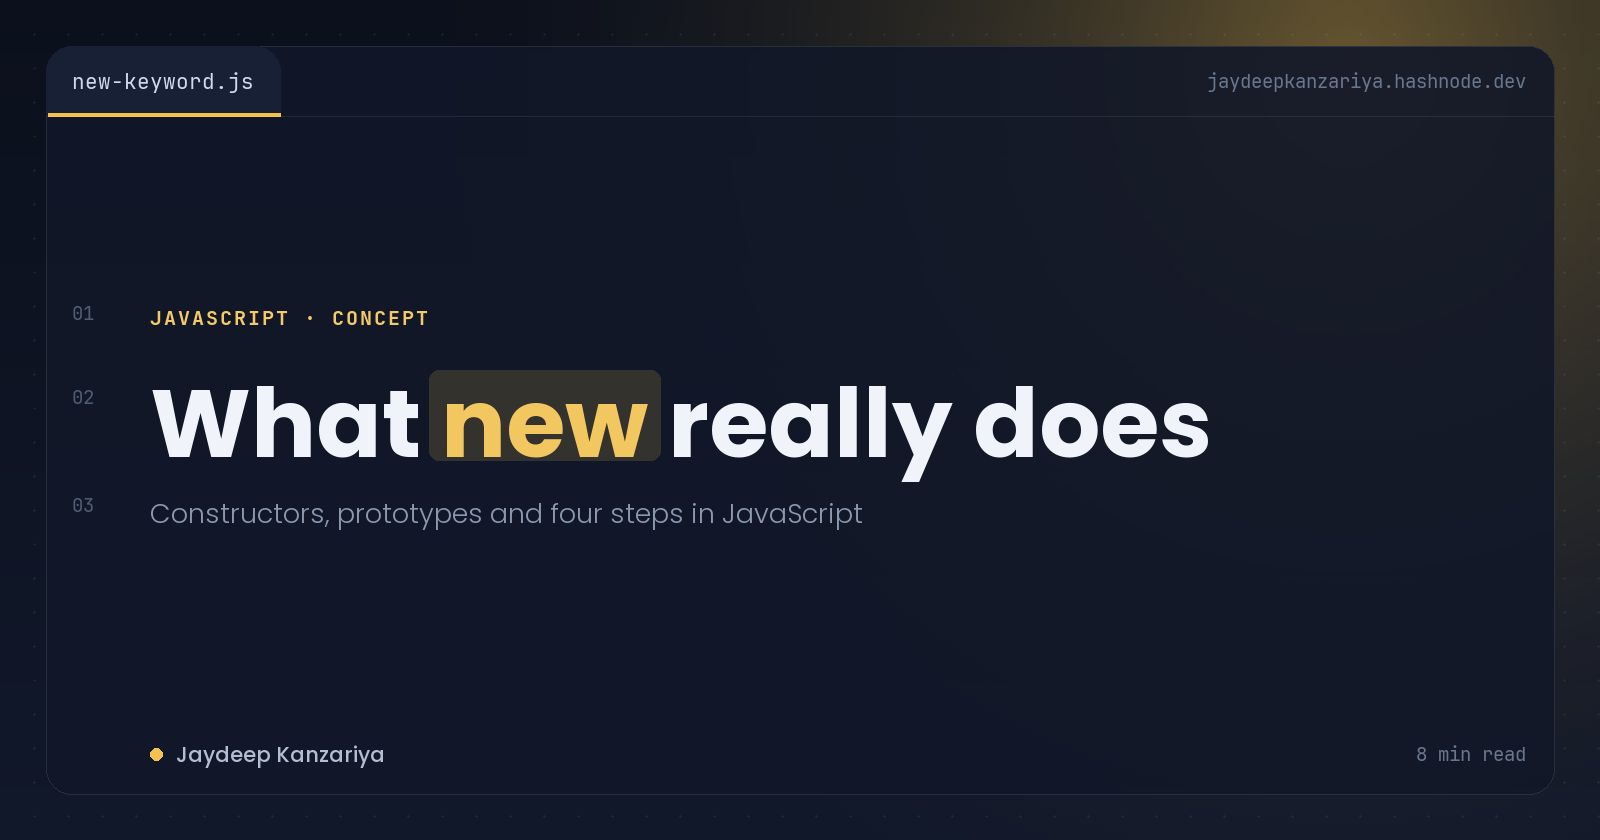 new-keyword.js
jaydeepkanzariya.hashnode.dev
01
JAVASCRIPT · CONCEPT
02
What new really does
03
Constructors, prototypes and four steps in JavaScript
Jaydeep Kanzariya
8 min read